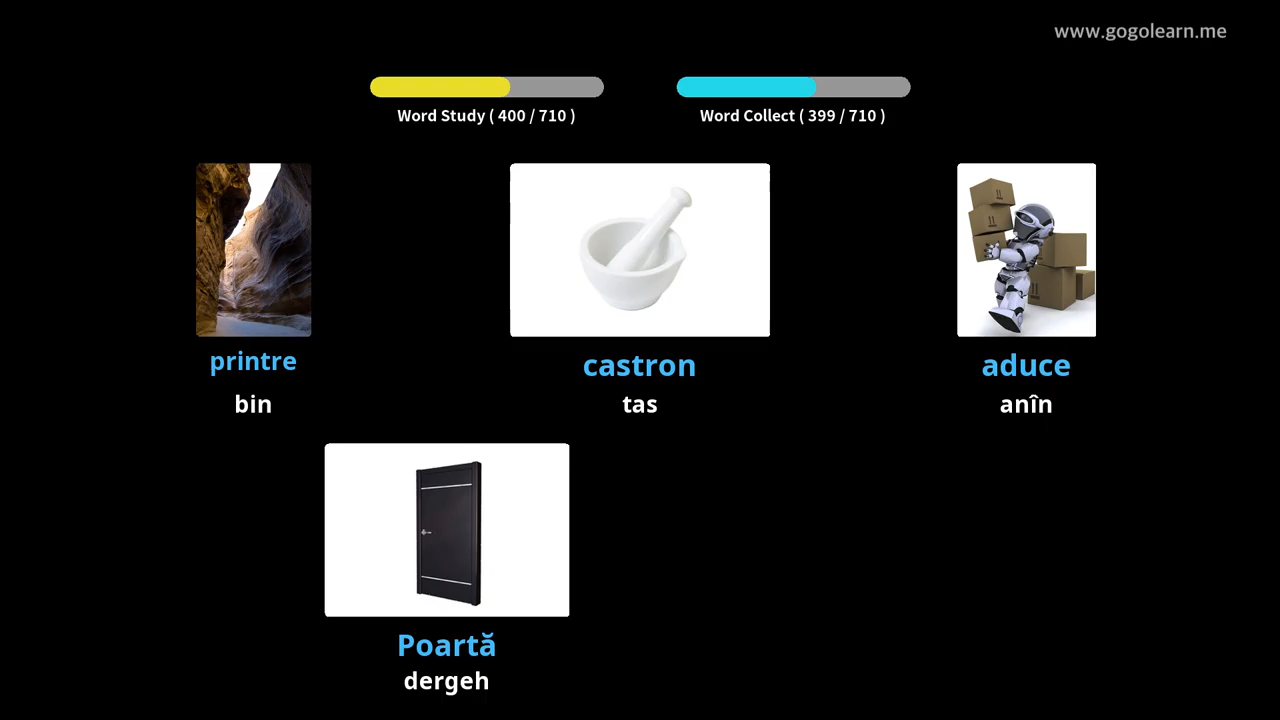 www.gogolearn.me
Word Study ( 400 / 710 )
Word Collect ( 399 / 710 )
printre
castron
aduce
bin
tas
anîn
Poartă
dergeh